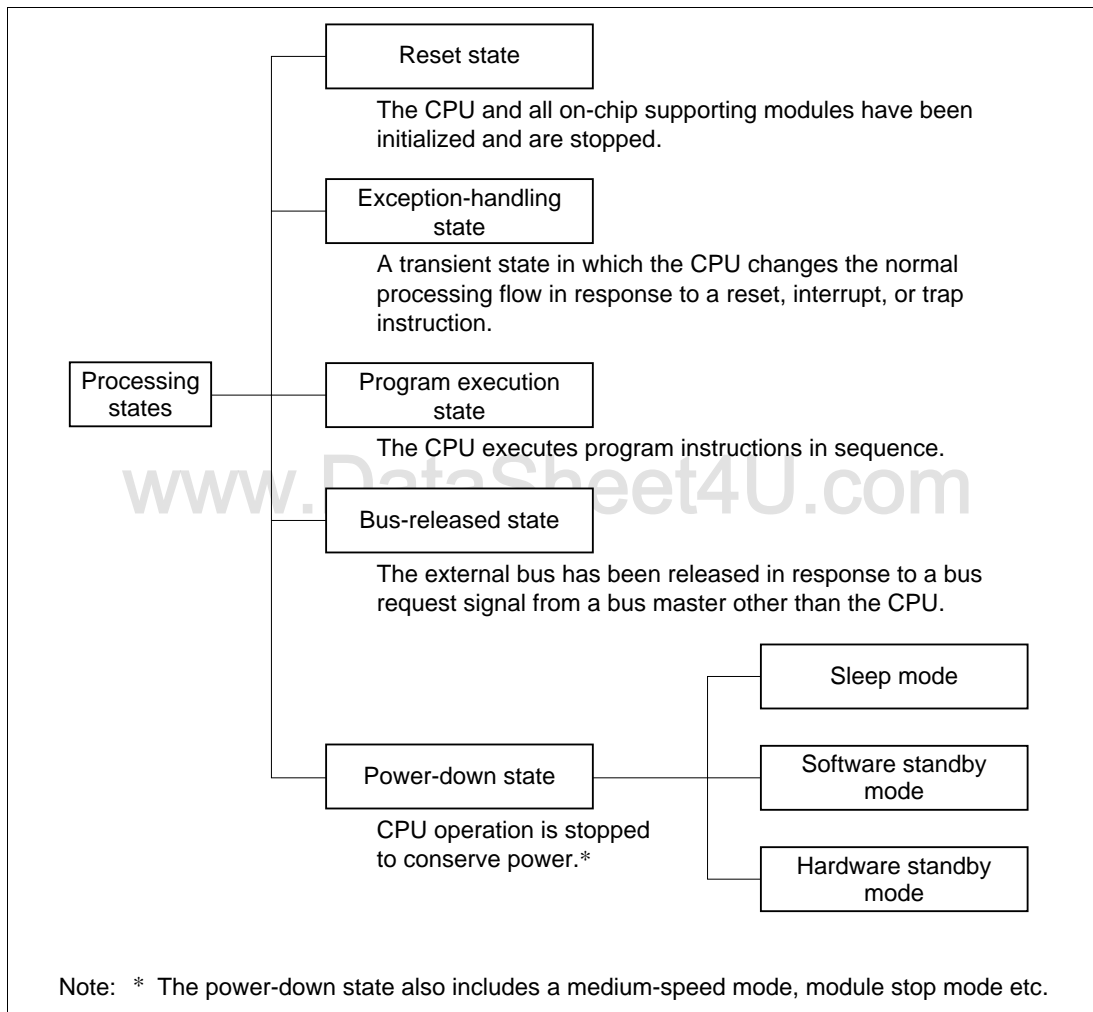 Reset state
The CPU and all on-chip supporting modules have been
initialized and are stopped.
Exception-handling
state
A transient state in which the CPU changes the normal
processing flow in response to a reset, interrupt, or trap
instruction.
Processing
states
Program execution
state
The CPU executes program instructions in sequence.
www.DataSheet4U.com
Bus-released state
The external bus has been released in response to a bus
request signal from a bus master other than the CPU.
Sleep mode
Power-down state
CPU operation is stopped
to conserve power.*
Software standby
mode
Hardware standby
mode
Note: * The power-down state also includes a medium-speed mode, module stop mode etc.